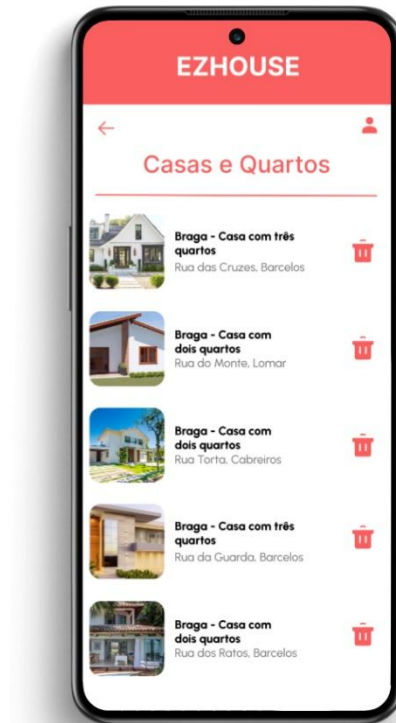 EZHOUSE
Casas e Quartos
Braga - Casa com três
quartos
Rua das Cruzes, Barcelos
Braga - Casa com
dois quartos
Rua do Monte, Lomar
Braga - Casa com
dois quartos
Rua Torta, Cabreiros
Braga - Casa com três
quartos
Rua da Guarda, Barcelos
Braga - Casa com
dois quartos
Rua dos Ratos, Barcelos